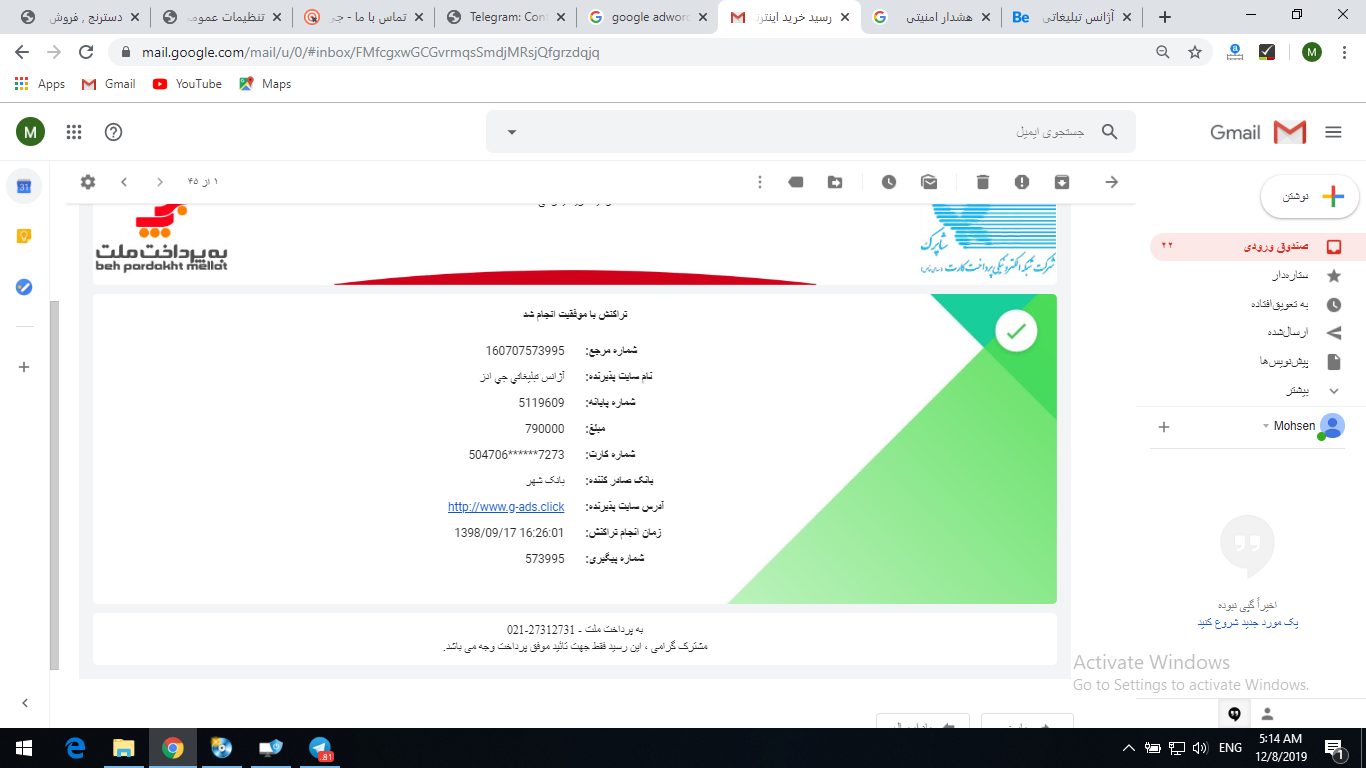 دسترنج , فروش
تنظیمات عمومی
تماس با ما - جی
Telegram: Cont
google adword
رسید خرید اینتر
هشدار امنیتی
آژانس تبلیغاتی
mail.google.com/mail/u/0/#inbox/FMfcgxwGCGvrmqsSmdjMRsjQfgrzdqjq
M
Apps
Gmail
YouTube
Maps
M
جستجوی ایمیل
Gmail
۱ از ۴۵
نوشتن
صندوق ورودی
۲۲
ستاره‌دار
به تعویق‌افتاده
ارسال‌شده
پیش‌نویس‌ها
بیشتر
Mohsen
شاپرک
شرکت شبکه الکترونیکی پرداخت کارت
به پرداخت ملت
beh pardakht mellat
تراکنش با موفقیت انجام شد
شماره مرجع: 160707573995
نام سایت پذیرنده: آژانس تبلیغاتي جي ادز
شماره پایانه: 5119609
مبلغ: 790000
شماره کارت: 504706******7273
بانک صادر کننده: بانک شهر
آدرس سایت پذیرنده: http://www.g-ads.click
زمان انجام تراکنش: 1398/09/17 16:26:01
شماره پیگیري: 573995
به پرداخت ملت - 27312731-021
مشترک گرامی ، این رسید فقط جهت تائید موفق پرداخت وجه می باشد.
اخیراً گپی نبوده
یک مورد جدید شروع کنید
Activate Windows
Go to Settings to activate Windows.
81
ENG
5:14 AM
12/8/2019
1